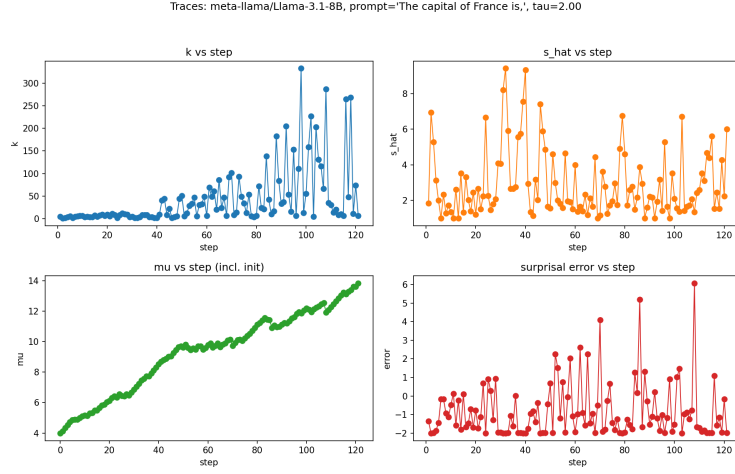 Traces: meta-llama/Llama-3.1-8B, prompt='The capital of France is,', tau=2.00
k vs step
s_hat vs step
300
250
200
150
100
50
0
k
0 20 40 60 80 100 120
step
8
6
4
2
s_hat
0 20 40 60 80 100 120
step
mu vs step (incl. init)
surprisal error vs step
14
12
10
8
6
4
mu
0 20 40 60 80 100 120
step
6
5
4
3
2
1
0
−1
−2
error
0 20 40 60 80 100 120
step